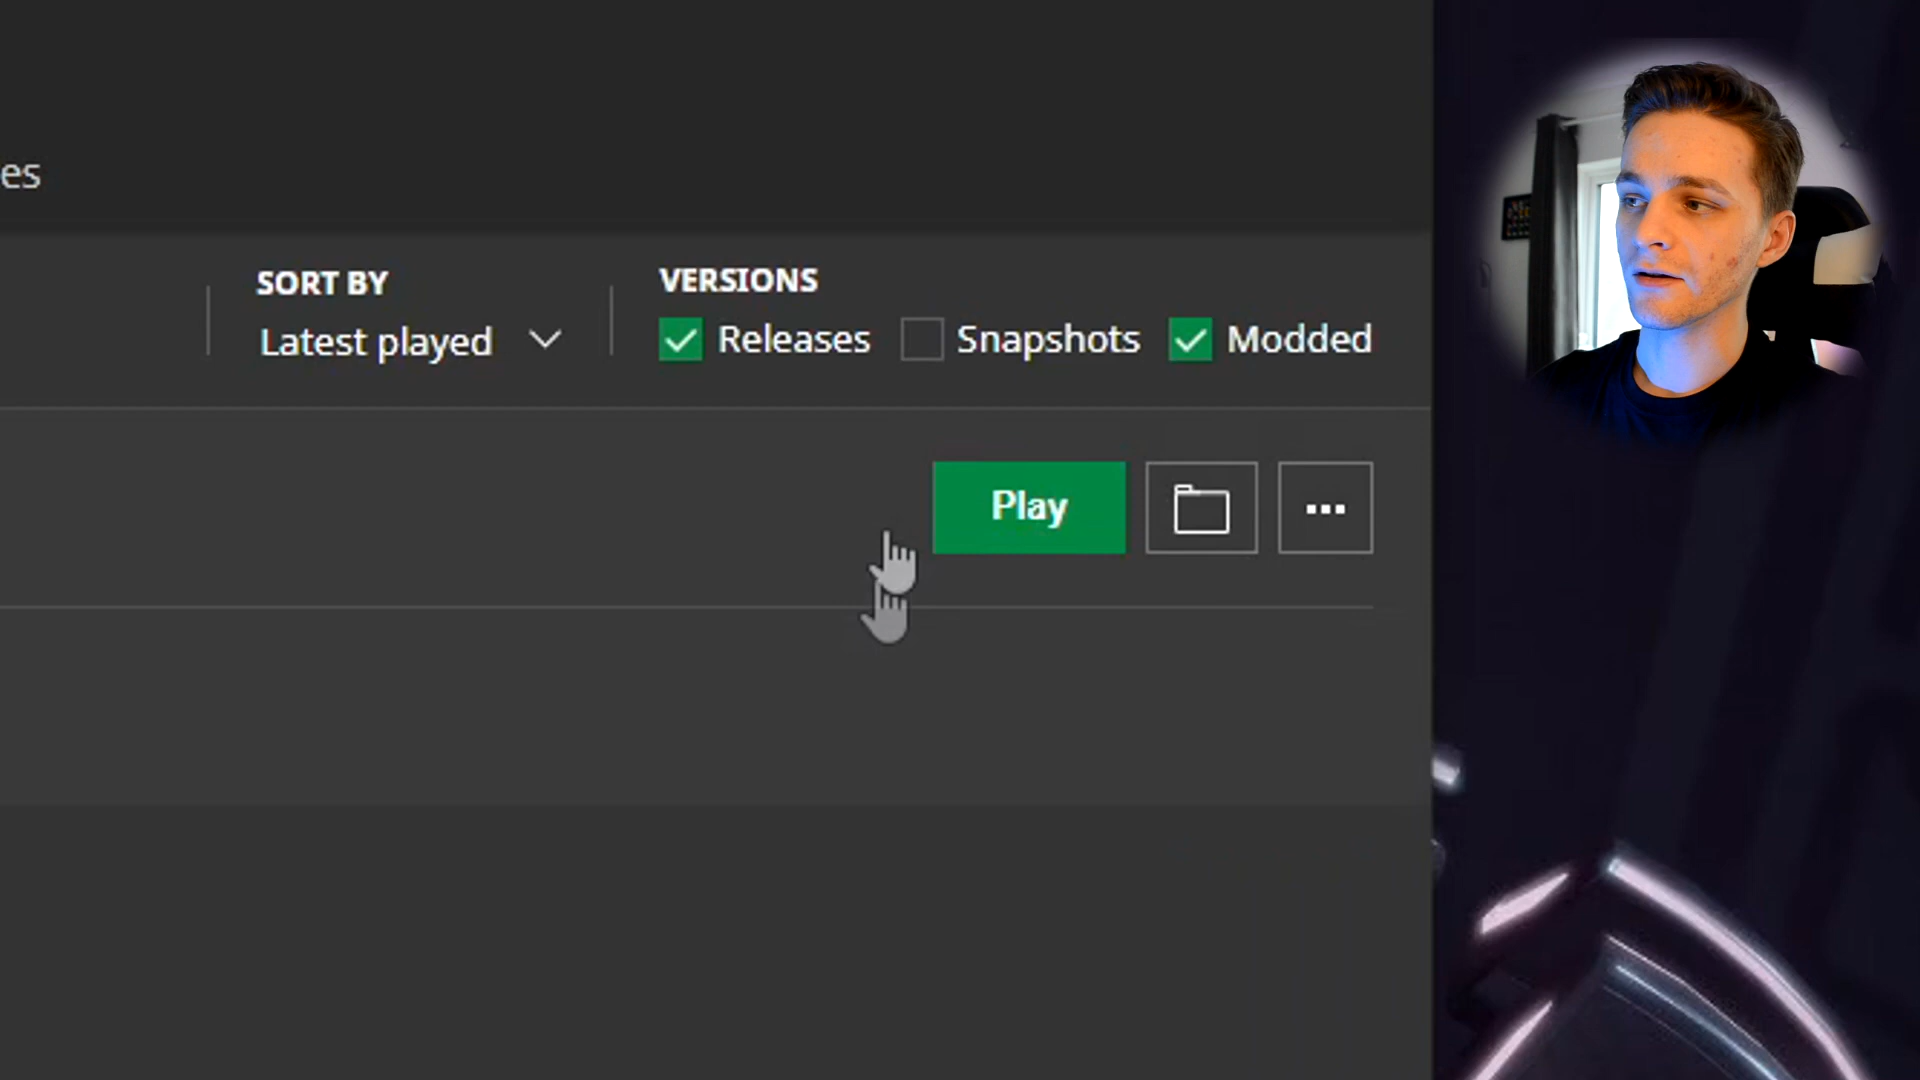 es
SORT BY
Latest played
VERSIONS
Releases Snapshots Modded
Play